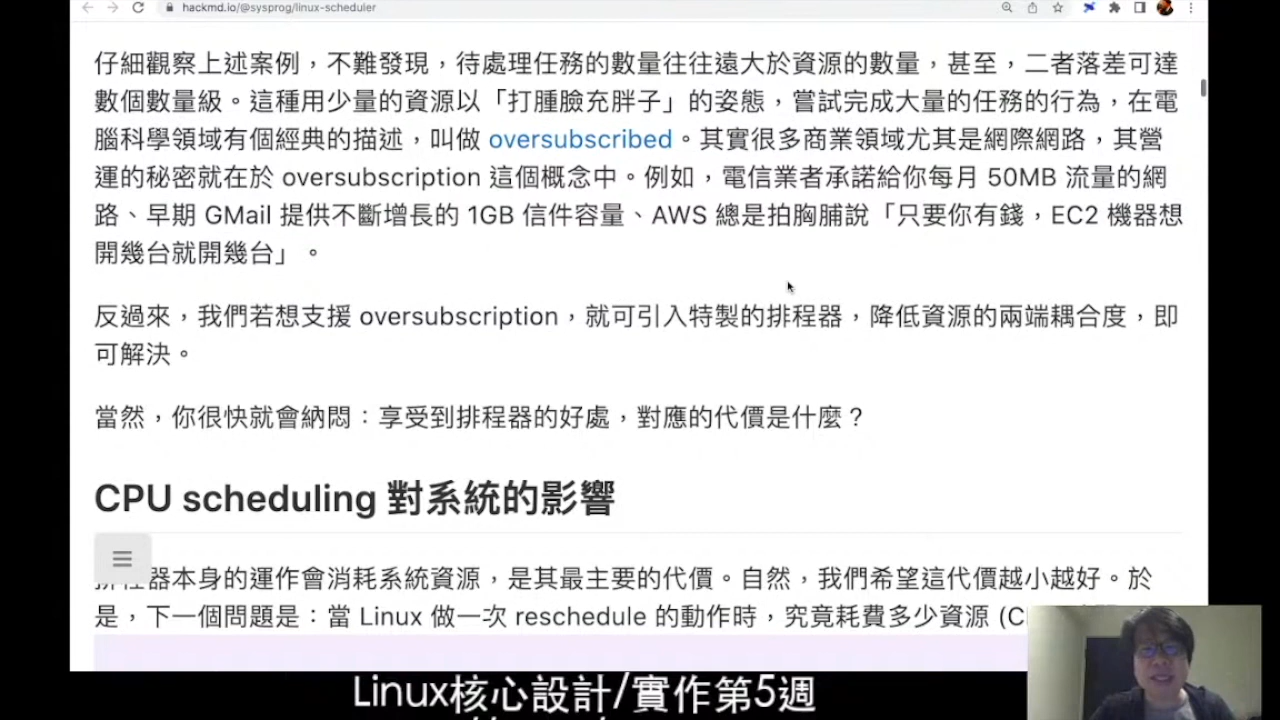 hackmd.io/@sysprog/linux-scheduler
仔細觀察上述案例，不難發現，待處理任務的數量往往遠大於資源的數量，甚至，二者落差可達
數個數量級。這種用少量的資源以「打腫臉充胖子」的姿態，嘗試完成大量的任務的行為，在電
腦科學領域有個經典的描述，叫做 oversubscribed。其實很多商業領域尤其是網際網路，其營
運的秘密就在於 oversubscription 這個概念中。例如，電信業者承諾給你每月 50MB 流量的網
路、早期 GMail 提供不斷增長的 1GB 信件容量、AWS 總是拍胸脯說「只要你有錢，EC2 機器想
開幾台就開幾台」。
反過來，我們若想支援 oversubscription，就可引入特製的排程器，降低資源的兩端耦合度，即
可解決。
當然，你很快就會納悶：享受到排程器的好處，對應的代價是什麼？
CPU scheduling 對系統的影響
排程器本身的運作會消耗系統資源，是其最主要的代價。自然，我們希望這代價越小越好。於
是，下一個問題是：當 Linux 做一次 reschedule 的動作時，究竟耗費多少資源
Linux核心設計/實作第5週